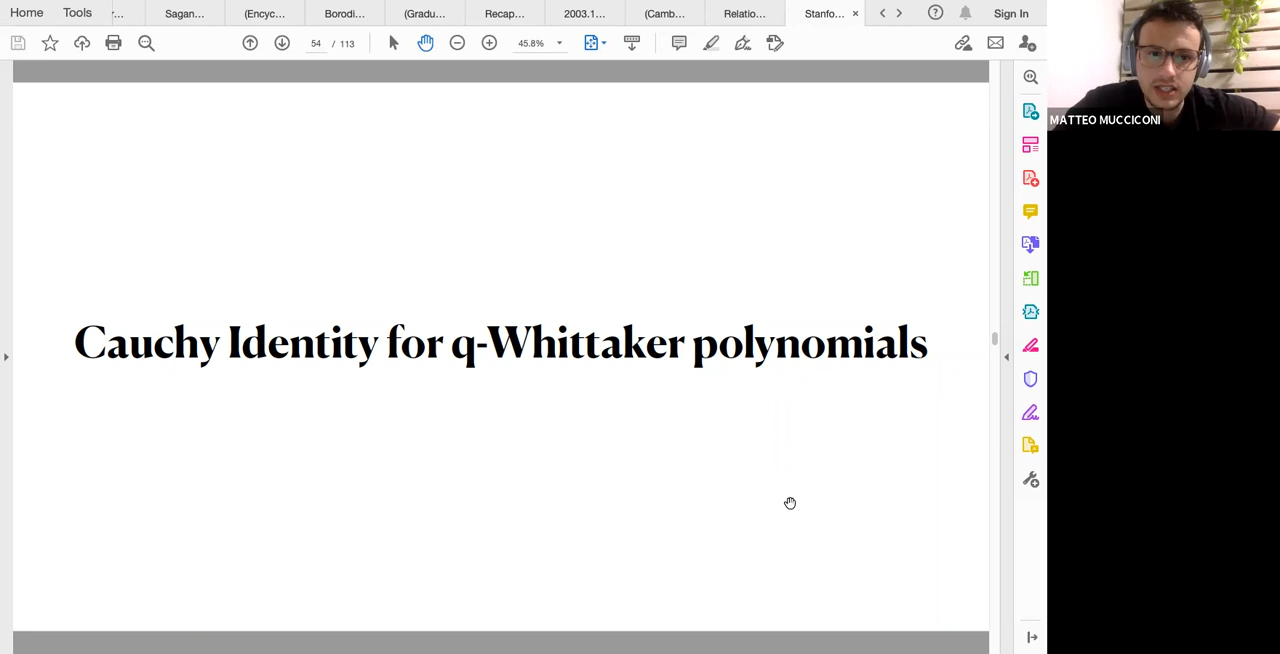 Home Tools r... Sagan... (Encyc... Borodi... (Gradu... Recap... 2003.1... (Camb... Relatio... Stanfo... × Sign In
54 / 113 45.8%
MATTEO MUCCICONI
Cauchy Identity for q-Whittaker polynomials